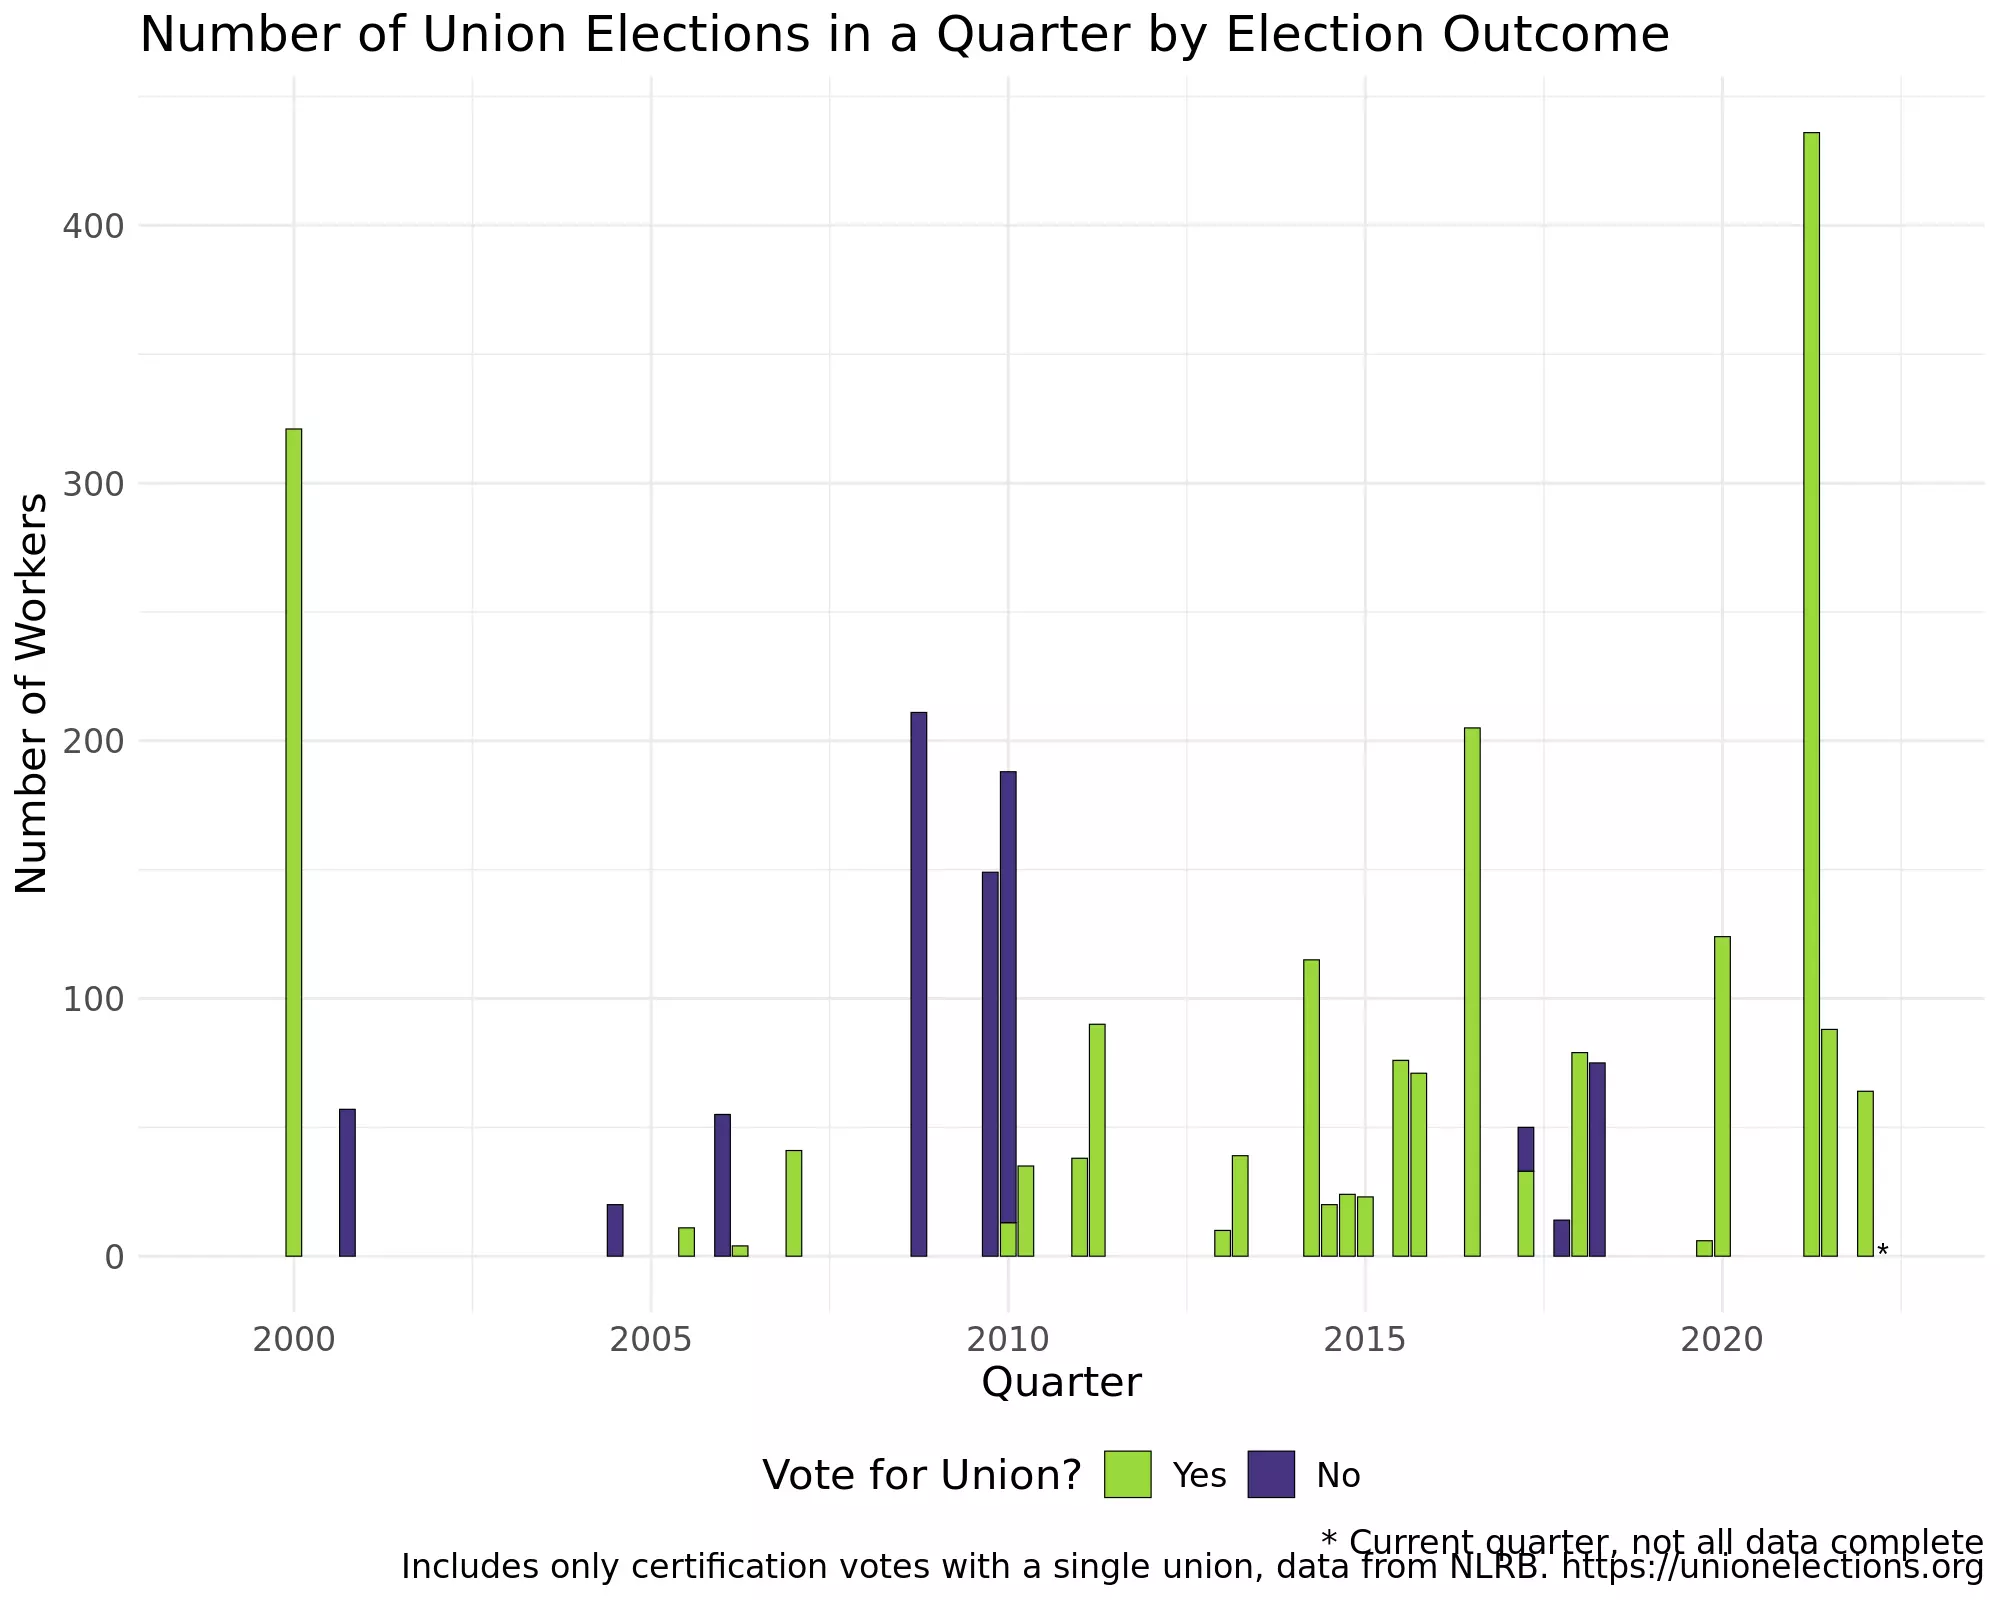 Number of Union Elections in a Quarter by Election Outcome
Number of Workers
400
300
200
100
0
*
2000 2005 2010 2015 2020
Quarter
Vote for Union? Yes No
* Current quarter, not all data complete
Includes only certification votes with a single union, data from NLRB. https://unionelections.org